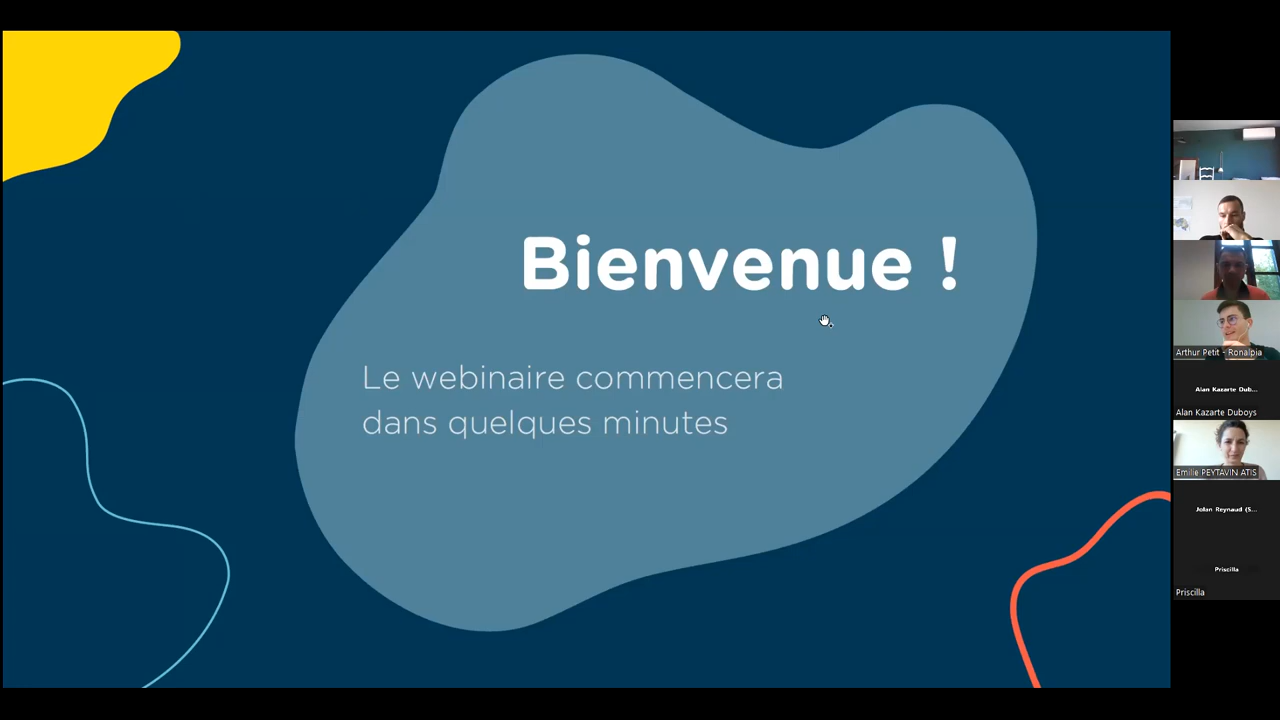 Bienvenue !
Le webinaire commencera
dans quelques minutes
Arthur Petit - Ronalpia
Alan Kazarte Dub...
Alan Kazarte Duboys
Emilie PEYTAVIN ATIS
Jolan Reynaud (S...
Priscilla
Priscilla